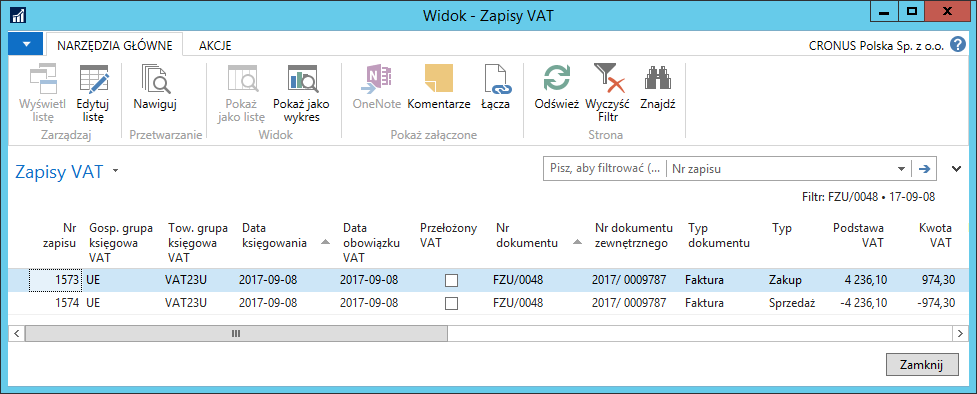 Widok - Zapisy VAT
NARZĘDZIA GŁÓWNE AKCJE CRONUS Polska Sp. z o.o.
Wyświetl listę
Edytuj listę
Nawiguj
Pokaż jako listę
Pokaż jako wykres
OneNote
Komentarze
Łącza
Odśwież
Wyczyść Filtr
Znajdź
Zarządzaj Przetwarzanie Widok Pokaż załączone Strona
Zapisy VAT
Pisz, aby filtrować (... Nr zapisu
Filtr: FZU/0048 • 17-09-08
Nr zapisu
Gosp. grupa księgowa VAT
Tow. grupa księgowa VAT
Data księgowania
Data obowiązku VAT
Przełożony VAT
Nr dokumentu
Nr dokumentu zewnętrznego
Typ dokumentu
Typ
Podstawa VAT
Kwota VAT
1573 UE VAT23U 2017-09-08 2017-09-08 FZU/0048 2017/ 0009787 Faktura Zakup 4 236,10 974,30
1574 UE VAT23U 2017-09-08 2017-09-08 FZU/0048 2017/ 0009787 Faktura Sprzedaż -4 236,10 -974,30
Zamknij